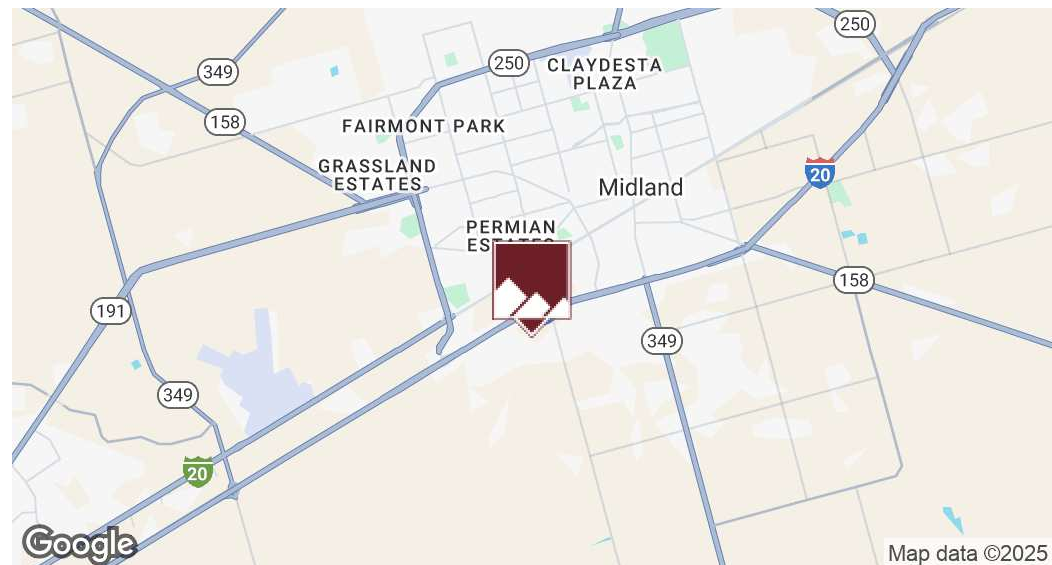 250
250
349
CLAYDESTA
PLAZA
158
FAIRMONT PARK
GRASSLAND
ESTATES
20
Midland
PERMIAN
ESTATES
158
191
349
349
20
Google
Map data ©2025